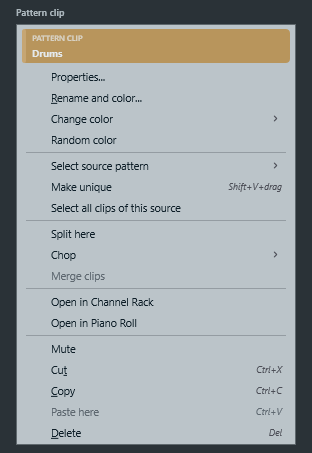 Pattern clip
PATTERN CLIP
Drums
Properties...
Rename and color...
Change color
Random color
Select source pattern
Make unique Shift+V+drag
Select all clips of this source
Split here
Chop
Merge clips
Open in Channel Rack
Open in Piano Roll
Mute
Cut Ctrl+X
Copy Ctrl+C
Paste here Ctrl+V
Delete Del